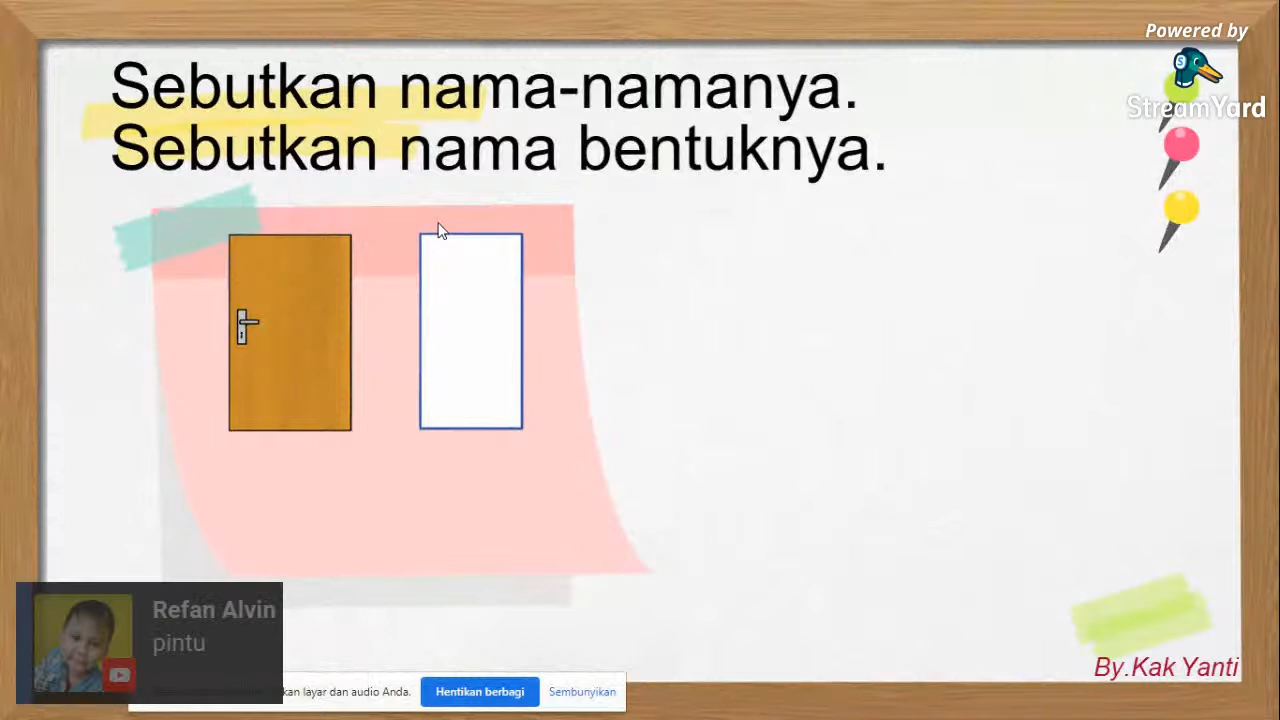 Powered by
StreamYard
Sebutkan nama-namanya.
Sebutkan nama bentuknya.
Refan Alvin
pintu
kan layar dan audio Anda.
Hentikan berbagi
Sembunyikan
By.Kak Yanti